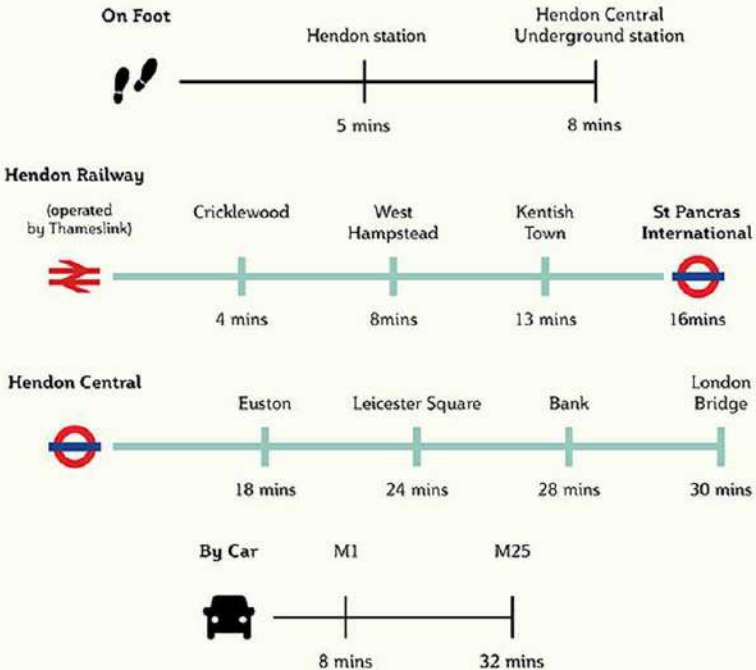 On Foot
Hendon station
Hendon Central
Underground station
5 mins
8 mins
Hendon Railway
(operated
by Thameslink)
Cricklewood
West
Hampstead
Kentish
Town
St Pancras
International
4 mins
8mins
13 mins
16mins
Hendon Central
Euston
Leicester Square
Bank
London
Bridge
18 mins
24 mins
28 mins
30 mins
By Car
M1
M25
8 mins
32 mins